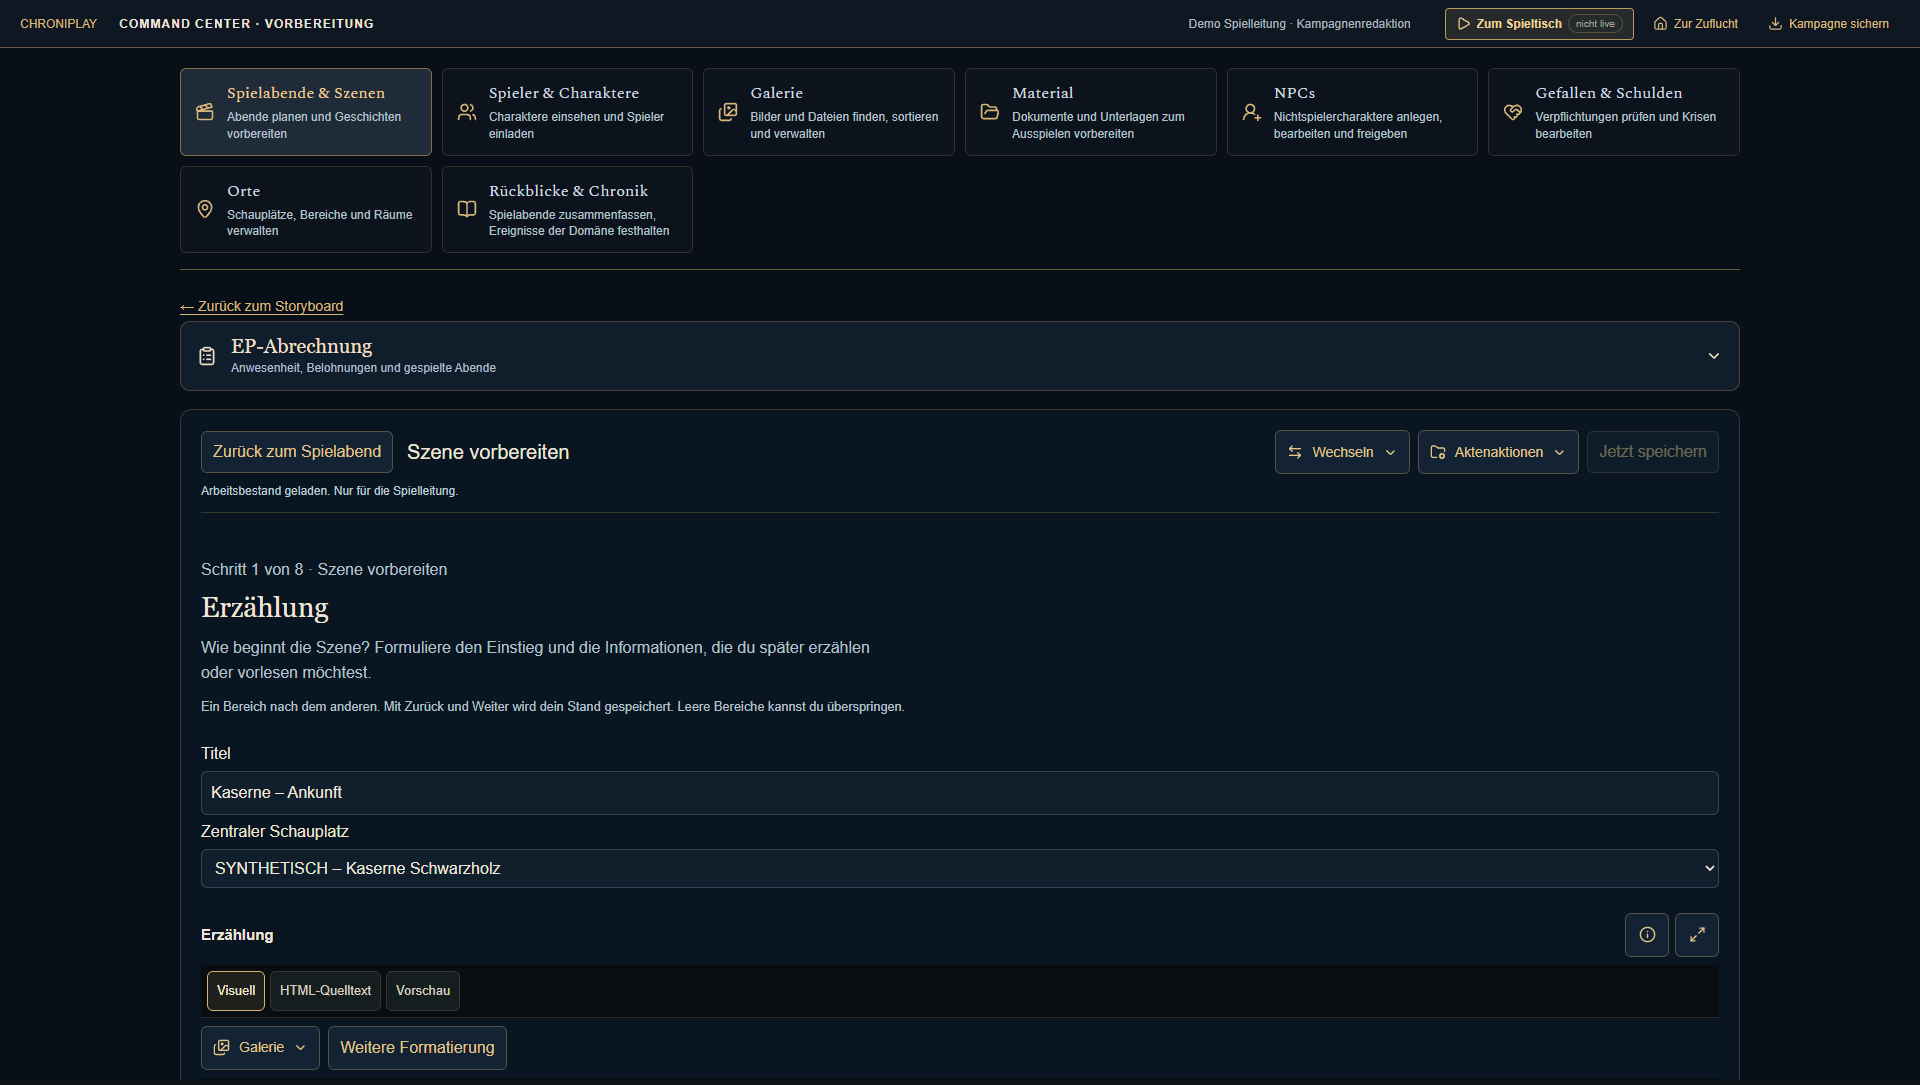 CHRONIPLAY COMMAND CENTER · VORBEREITUNG
Demo Spielleitung · Kampagnenredaktion
Zum Spieltisch nicht live
Zur Zuflucht
Kampagne sichern
Spielabende & Szenen
Abende planen und Geschichten
vorbereiten
Spieler & Charaktere
Charaktere einsehen und Spieler
einladen
Galerie
Bilder und Dateien finden, sortieren
und verwalten
Material
Dokumente und Unterlagen zum
Ausspielen vorbereiten
NPCs
Nichtspielercharaktere anlegen,
bearbeiten und freigeben
Gefallen & Schulden
Verpflichtungen prüfen und Krisen
bearbeiten
Orte
Schauplätze, Bereiche und Räume
verwalten
Rückblicke & Chronik
Spielabende zusammenfassen,
Ereignisse der Domäne festhalten
← Zurück zum Storyboard
EP-Abrechnung
Anwesenheit, Belohnungen und gespielte Abende
Zurück zum Spielabend
Szene vorbereiten
Wechseln
Aktenaktionen
Jetzt speichern
Arbeitsbestand geladen. Nur für die Spielleitung.
Schritt 1 von 8 · Szene vorbereiten
Erzählung
Wie beginnt die Szene? Formuliere den Einstieg und die Informationen, die du später erzählen
oder vorlesen möchtest.
Ein Bereich nach dem anderen. Mit Zurück und Weiter wird dein Stand gespeichert. Leere Bereiche kannst du überspringen.
Titel
Kaserne – Ankunft
Zentraler Schauplatz
SYNTHETISCH – Kaserne Schwarzholz
Erzählung
Visuell
HTML-Quelltext
Vorschau
Galerie
Weitere Formatierung